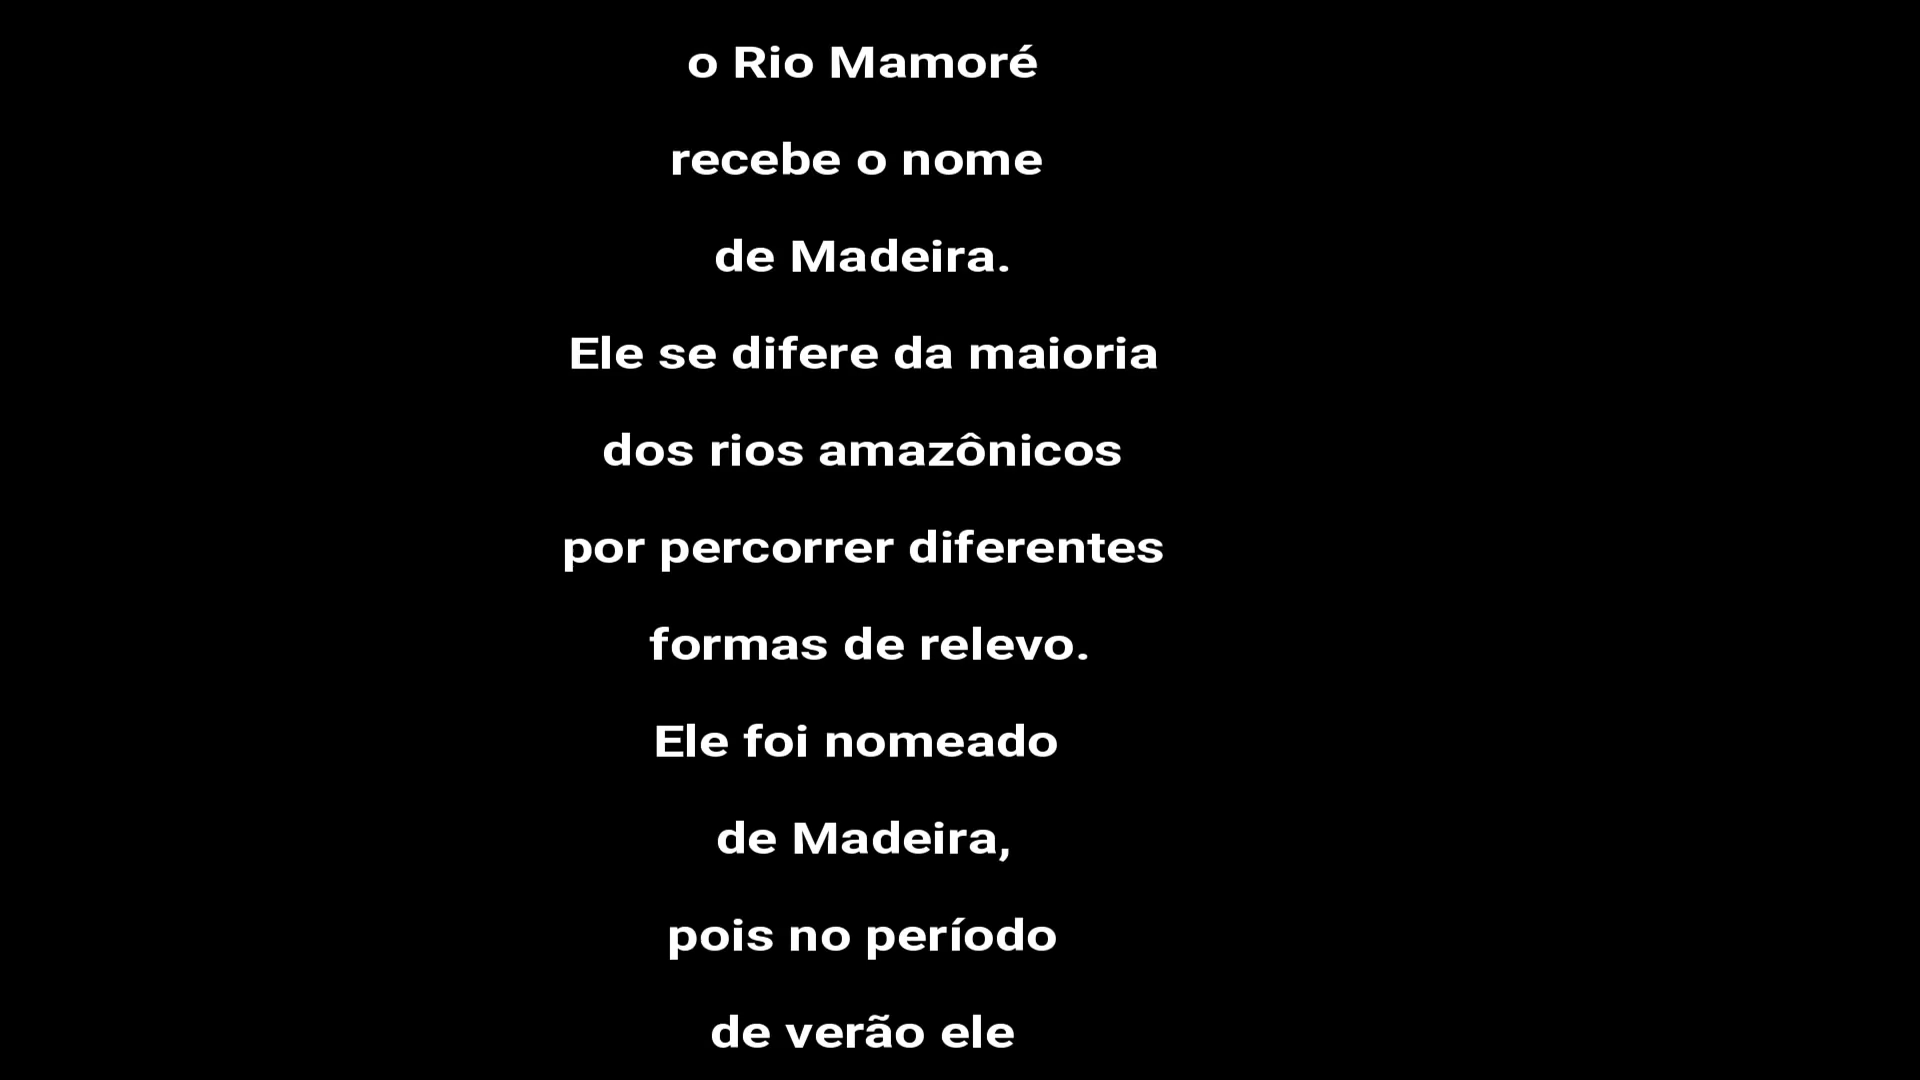 o Rio Mamoré
recebe o nome
de Madeira.
Ele se difere da maioria
dos rios amazônicos
por percorrer diferentes
formas de relevo.
Ele foi nomeado
de Madeira,
pois no período
de verão ele